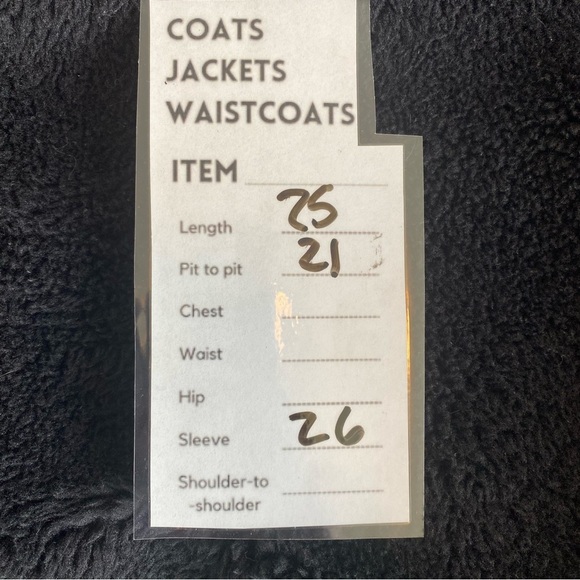 COATS
JACKETS
WAISTCOATS
ITEM
Length 25
Pit to pit 21
Chest
Waist
Hip
Sleeve 26
Shoulder-to
-shoulder